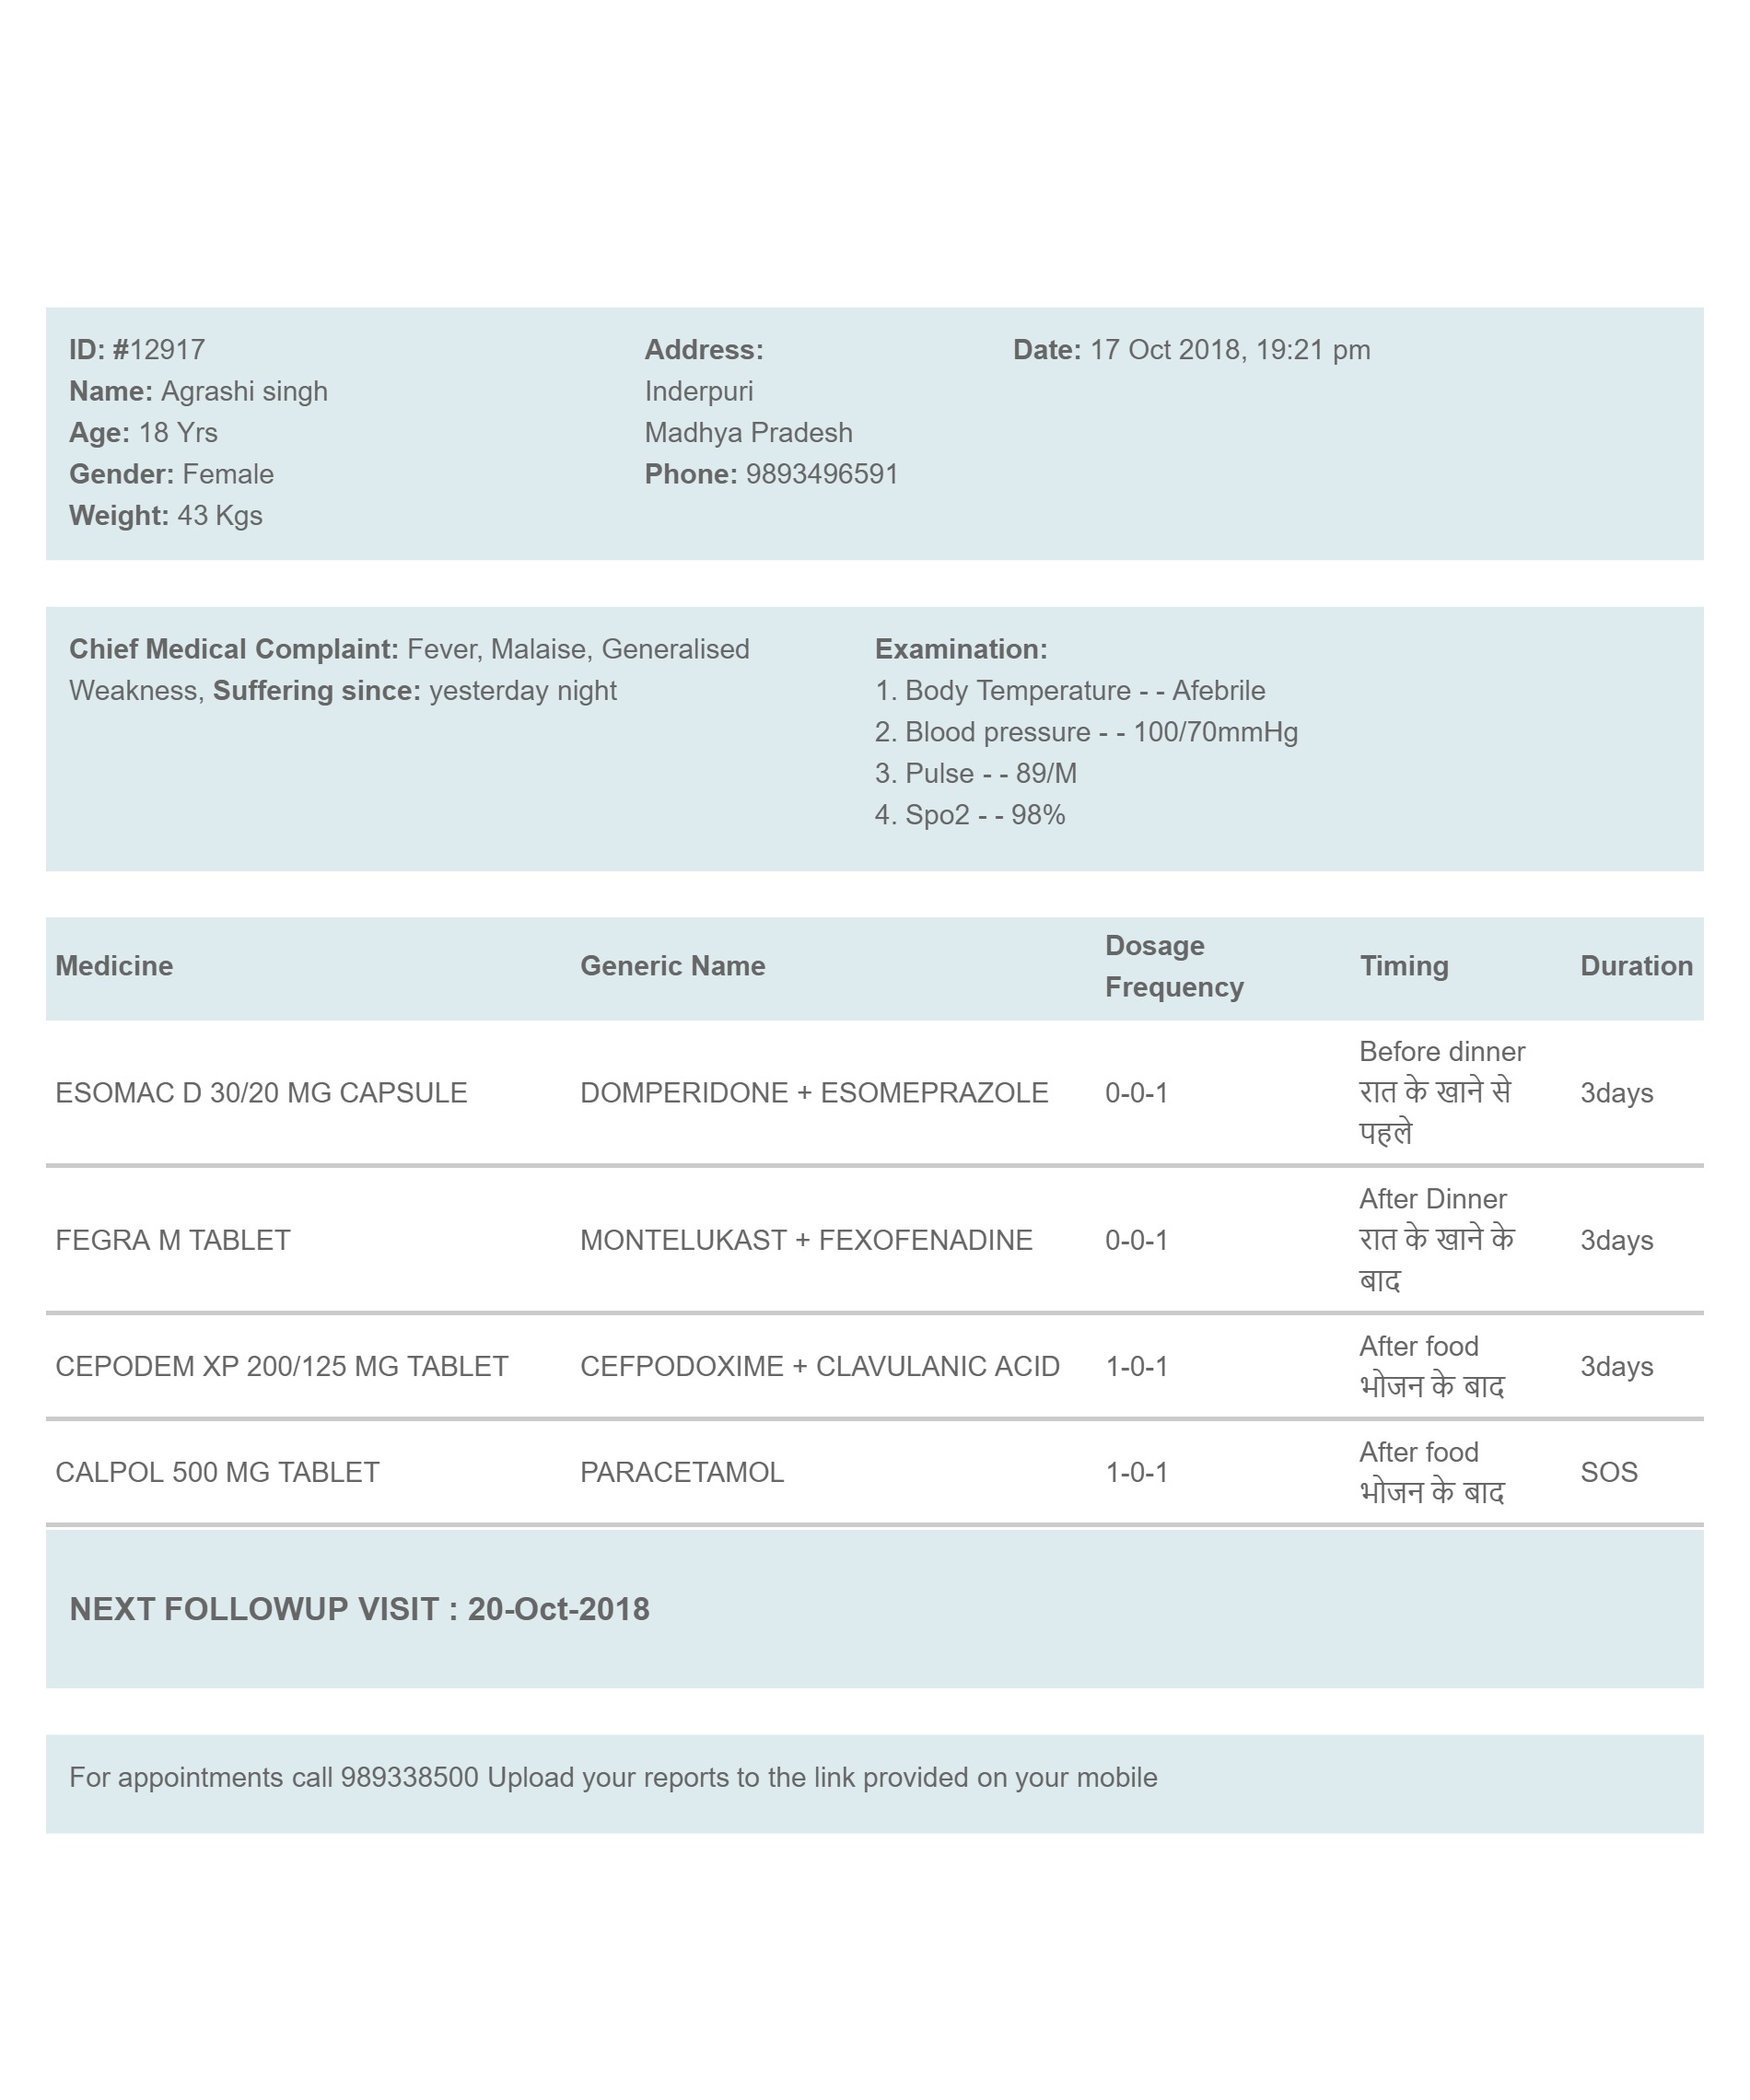 ID: #12917
Name: Agrashi singh
Age: 18 Yrs
Gender: Female
Weight: 43 Kgs
Address:
Inderpuri
Madhya Pradesh
Phone: 9893496591
Date: 17 Oct 2018, 19:21 pm
Chief Medical Complaint: Fever, Malaise, Generalised
Weakness, Suffering since: yesterday night
Examination:
1. Body Temperature - - Afebrile
2. Blood pressure - - 100/70mmHg
3. Pulse - - 89/M
4. Spo2 - - 98%
Medicine Generic Name Dosage Frequency Timing Duration
ESOMAC D 30/20 MG CAPSULE DOMPERIDONE + ESOMEPRAZOLE 0-0-1 Before dinner रात के खाने से पहले 3days
FEGRA M TABLET MONTELUKAST + FEXOFENADINE 0-0-1 After Dinner रात के खाने के बाद 3days
CEPODEM XP 200/125 MG TABLET CEFPODOXIME + CLAVULANIC ACID 1-0-1 After food भोजन के बाद 3days
CALPOL 500 MG TABLET PARACETAMOL 1-0-1 After food भोजन के बाद SOS
NEXT FOLLOWUP VISIT : 20-Oct-2018
For appointments call 989338500 Upload your reports to the link provided on your mobile